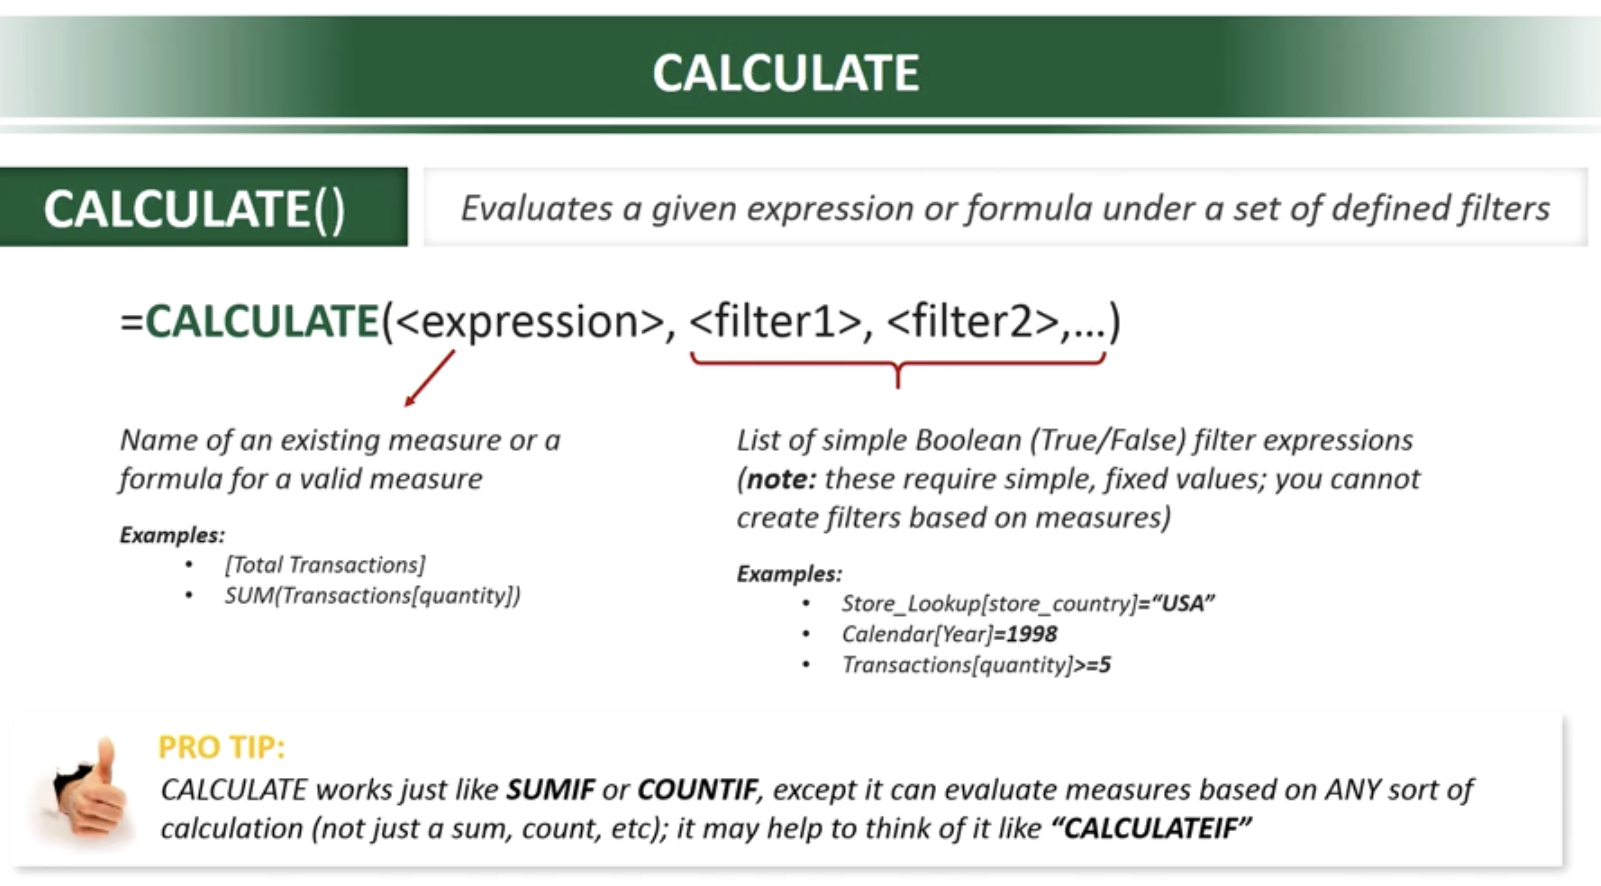 CALCULATE
CALCULATE()
Evaluates a given expression or formula under a set of defined filters
=CALCULATE(<expression>, <filter1>, <filter2>,...)
Name of an existing measure or a
formula for a valid measure
Examples:
• [Total Transactions]
• SUM(Transactions[quantity])
List of simple Boolean (True/False) filter expressions
(note: these require simple, fixed values; you cannot
create filters based on measures)
Examples:
• Store_Lookup[store_country]=“USA”
• Calendar[Year]=1998
• Transactions[quantity]>=5
PRO TIP:
CALCULATE works just like SUMIF or COUNTIF, except it can evaluate measures based on ANY sort of
calculation (not just a sum, count, etc); it may help to think of it like “CALCULATEIF”